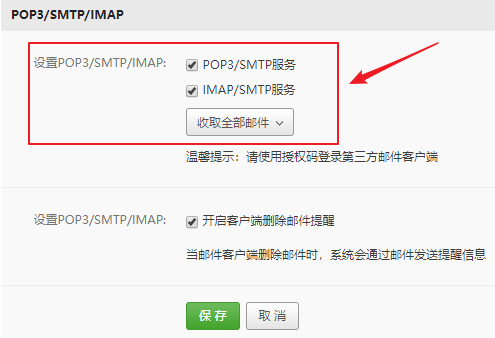 POP3/SMTP/IMAP
设置POP3/SMTP/IMAP: POP3/SMTP服务
IMAP/SMTP服务
收取全部邮件
温馨提示：请使用授权码登录第三方邮件客户端
设置POP3/SMTP/IMAP: 开启客户端删除邮件提醒
当邮件客户端删除邮件时，系统会通过邮件发送提醒信息
保存 取消